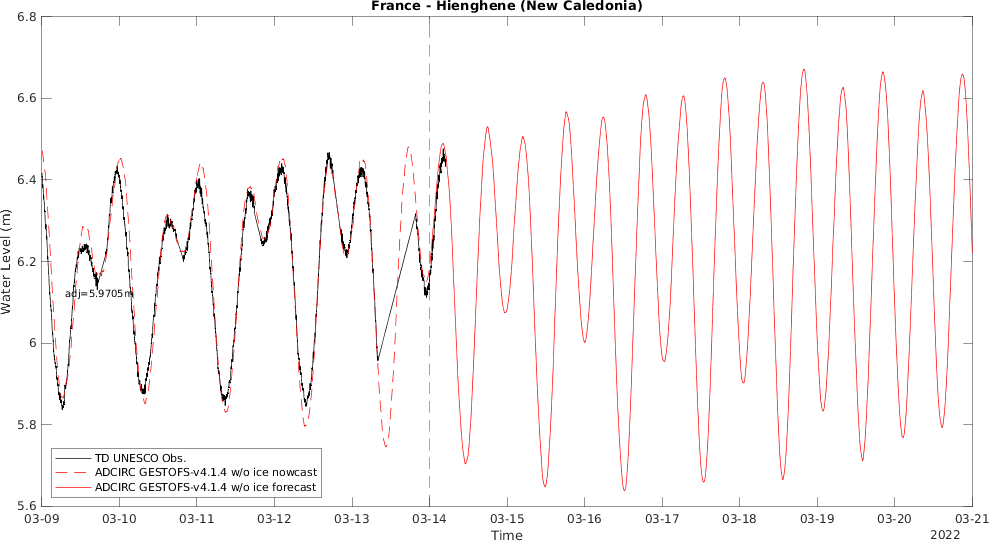 France - Hienghene (New Caledonia)
Water Level (m)
6.8
6.6
6.4
6.2
6
5.8
5.6
adj=5.9705m
TD UNESCO Obs.
ADCIRC GESTOFS-v4.1.4 w/o ice nowcast
ADCIRC GESTOFS-v4.1.4 w/o ice forecast
03-09 03-10 03-11 03-12 03-13 03-14 03-15 03-16 03-17 03-18 03-19 03-20 03-21
Time
2022